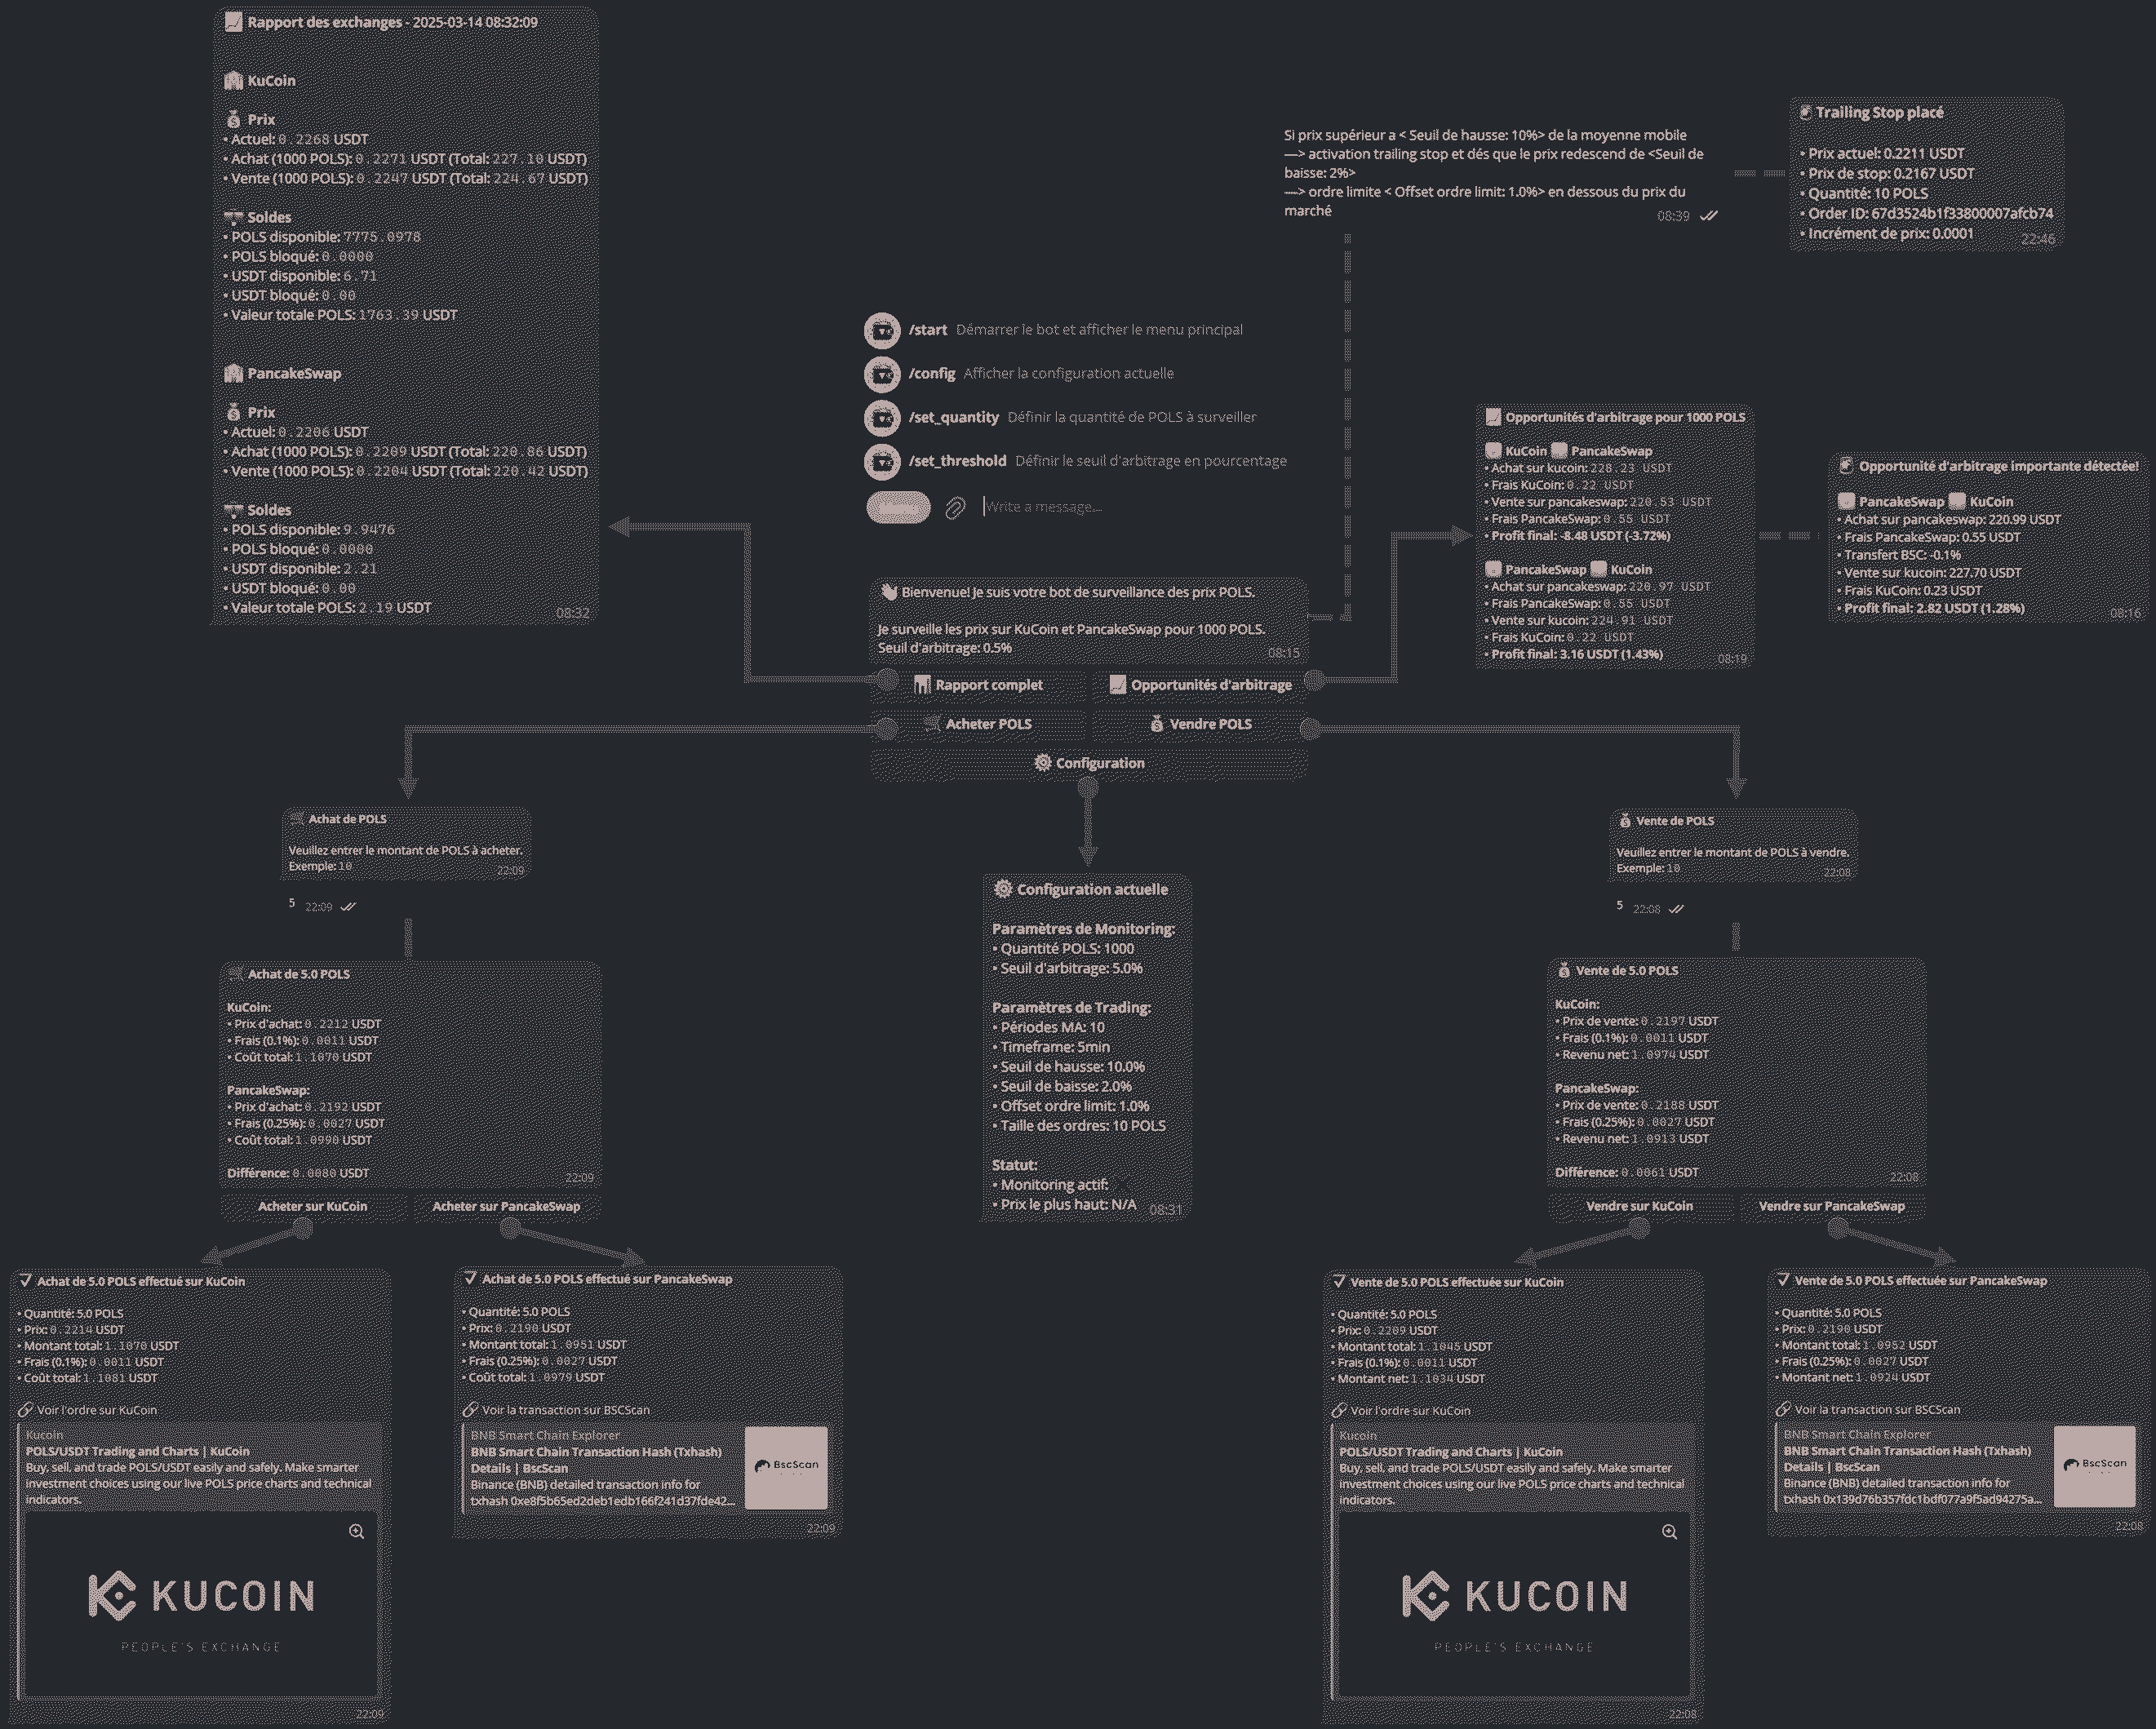 Rapport des exchanges - 2025-03-14 08:32:09
KuCoin
Prix
• Actuel: 0.2268 USDT
• Achat (1000 POLS): 0.2271 USDT (Total: 227.10 USDT)
• Vente (1000 POLS): 0.2247 USDT (Total: 224.67 USDT)
Soldes
• POLS disponible: 7775.0978
• POLS bloqué: 0.0000
• USDT disponible: 6.71
• USDT bloqué: 0.00
• Valeur totale POLS: 1763.39 USDT
PancakeSwap
Prix
• Actuel: 0.2206 USDT
• Achat (1000 POLS): 0.2209 USDT (Total: 220.86 USDT)
• Vente (1000 POLS): 0.2204 USDT (Total: 220.42 USDT)
Soldes
• POLS disponible: 9.9476
• POLS bloqué: 0.0000
• USDT disponible: 2.21
• USDT bloqué: 0.00
• Valeur totale POLS: 2.19 USDT
08:32
Si prix supérieur a < Seuil de hausse: 10%> de la moyenne mobile
—> activation trailing stop et dés que le prix redescend de <Seuil de
baisse: 2%>
—> ordre limite < Offset ordre limit: 1.0%> en dessous du prix du
marché
08:39
Trailing Stop placé
• Prix actuel: 0.2211 USDT
• Prix de stop: 0.2167 USDT
• Quantité: 10 POLS
• Order ID: 67d3524b1f33800007afcb74
• Incrément de prix: 0.0001
22:46
/start Démarrer le bot et afficher le menu principal
/config Afficher la configuration actuelle
/set_quantity Définir la quantité de POLS à surveiller
/set_threshold Définir le seuil d'arbitrage en pourcentage
Write a message...
Bienvenue! Je suis votre bot de surveillance des prix POLS.
Je surveille les prix sur KuCoin et PancakeSwap pour 1000 POLS.
Seuil d'arbitrage: 0.5%
08:15
Rapport complet
Opportunités d'arbitrage
Acheter POLS
Vendre POLS
Configuration
Opportunités d'arbitrage pour 1000 POLS
KuCoin PancakeSwap
• Achat sur kucoin: 228.23 USDT
• Frais KuCoin: 0.22 USDT
• Vente sur pancakeswap: 220.53 USDT
• Frais PancakeSwap: 0.55 USDT
• Profit final: -8.48 USDT (-3.72%)
PancakeSwap KuCoin
• Achat sur pancakeswap: 220.97 USDT
• Frais PancakeSwap: 0.55 USDT
• Vente sur kucoin: 224.91 USDT
• Frais KuCoin: 0.22 USDT
• Profit final: 3.16 USDT (1.43%)
08:19
Opportunité d'arbitrage importante détectée!
PancakeSwap KuCoin
• Achat sur pancakeswap: 220.99 USDT
• Frais PancakeSwap: 0.55 USDT
• Transfert BSC: -0.1%
• Vente sur kucoin: 227.70 USDT
• Frais KuCoin: 0.23 USDT
• Profit final: 2.82 USDT (1.28%)
08:16
Achat de POLS
Veuillez entrer le montant de POLS à acheter.
Exemple: 10
22:09
5 22:09
Achat de 5.0 POLS
KuCoin:
• Prix d'achat: 0.2212 USDT
• Frais (0.1%): 0.0011 USDT
• Coût total: 1.1070 USDT
PancakeSwap:
• Prix d'achat: 0.2192 USDT
• Frais (0.25%): 0.0027 USDT
• Coût total: 1.0990 USDT
Différence: 0.0080 USDT
22:09
Acheter sur KuCoin
Acheter sur PancakeSwap
Achat de 5.0 POLS effectué sur KuCoin
• Quantité: 5.0 POLS
• Prix: 0.2214 USDT
• Montant total: 1.1070 USDT
• Frais (0.1%): 0.0011 USDT
• Coût total: 1.1081 USDT
Voir l'ordre sur KuCoin
Kucoin
POLS/USDT Trading and Charts | KuCoin
Buy, sell, and trade POLS/USDT easily and safely. Make smarter
investment choices using our live POLS price charts and technical
indicators.
KUCOIN
PEOPLE'S EXCHANGE
22:09
Achat de 5.0 POLS effectué sur PancakeSwap
• Quantité: 5.0 POLS
• Prix: 0.2190 USDT
• Montant total: 1.0951 USDT
• Frais (0.25%): 0.0027 USDT
• Coût total: 1.0979 USDT
Voir la transaction sur BSCScan
BNB Smart Chain Explorer
BNB Smart Chain Transaction Hash (Txhash)
Details | BscScan
Binance (BNB) detailed transaction info for
txhash 0xe8f5b65ed2deb1edb166f241d37fde42...
BscScan
22:09
Configuration actuelle
Paramètres de Monitoring:
• Quantité POLS: 1000
• Seuil d'arbitrage: 5.0%
Paramètres de Trading:
• Périodes MA: 10
• Timeframe: 5min
• Seuil de hausse: 10.0%
• Seuil de baisse: 2.0%
• Offset ordre limit: 1.0%
• Taille des ordres: 10 POLS
Statut:
• Monitoring actif:
• Prix le plus haut: N/A
08:31
Vente de POLS
Veuillez entrer le montant de POLS à vendre.
Exemple: 10
22:08
5 22:08
Vente de 5.0 POLS
KuCoin:
• Prix de vente: 0.2197 USDT
• Frais (0.1%): 0.0011 USDT
• Revenu net: 1.0974 USDT
PancakeSwap:
• Prix de vente: 0.2188 USDT
• Frais (0.25%): 0.0027 USDT
• Revenu net: 1.0913 USDT
Différence: 0.0061 USDT
22:08
Vendre sur KuCoin
Vendre sur PancakeSwap
Vente de 5.0 POLS effectuée sur KuCoin
• Quantité: 5.0 POLS
• Prix: 0.2209 USDT
• Montant total: 1.1045 USDT
• Frais (0.1%): 0.0011 USDT
• Montant net: 1.1034 USDT
Voir l'ordre sur KuCoin
Kucoin
POLS/USDT Trading and Charts | KuCoin
Buy, sell, and trade POLS/USDT easily and safely. Make smarter
investment choices using our live POLS price charts and technical
indicators.
KUCOIN
PEOPLE'S EXCHANGE
22:08
Vente de 5.0 POLS effectuée sur PancakeSwap
• Quantité: 5.0 POLS
• Prix: 0.2190 USDT
• Montant total: 1.0952 USDT
• Frais (0.25%): 0.0027 USDT
• Montant net: 1.0924 USDT
Voir la transaction sur BSCScan
BNB Smart Chain Explorer
BNB Smart Chain Transaction Hash (Txhash)
Details | BscScan
Binance (BNB) detailed transaction info for
txhash 0x139d76b357fdc1bdf077a9f5ad94275a...
BscScan
22:08